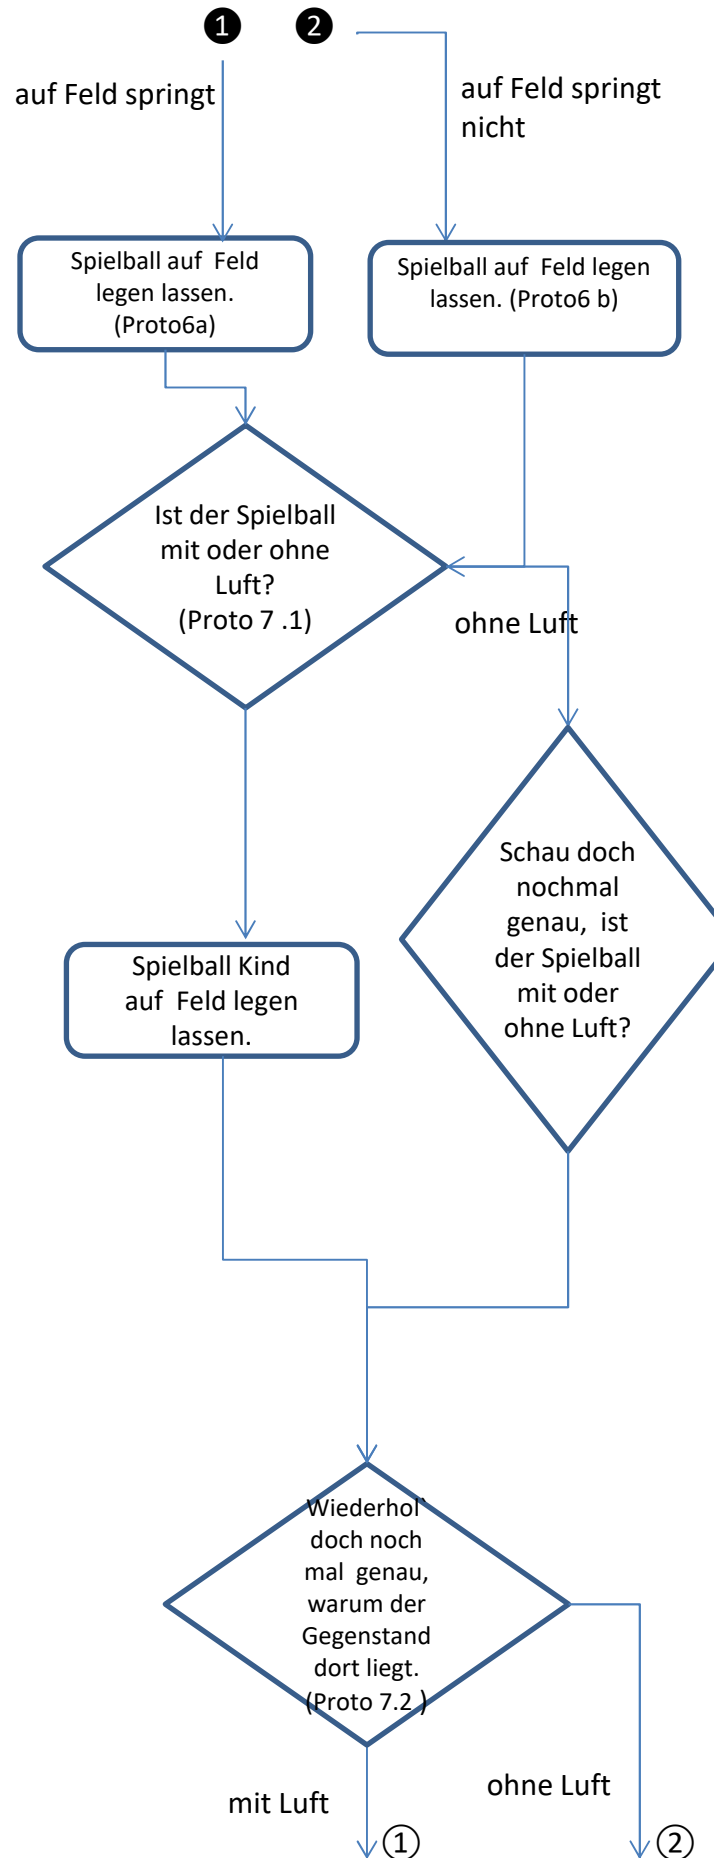 ❶ ❷
auf Feld springt
auf Feld springt
nicht
Spielball auf Feld
legen lassen.
(Proto6a)
Spielball auf Feld legen
lassen. (Proto6 b)
Ist der Spielball
mit oder ohne
Luft?
(Proto 7 .1)
ohne Luft
Schau doch
nochmal
genau, ist
der Spielball
mit oder
ohne Luft?
Spielball Kind
auf Feld legen
lassen.
Wiederhol`
doch noch
mal genau,
warum der
Gegenstand
dort liegt.
(Proto 7.2 )
mit Luft
ohne Luft
① ②